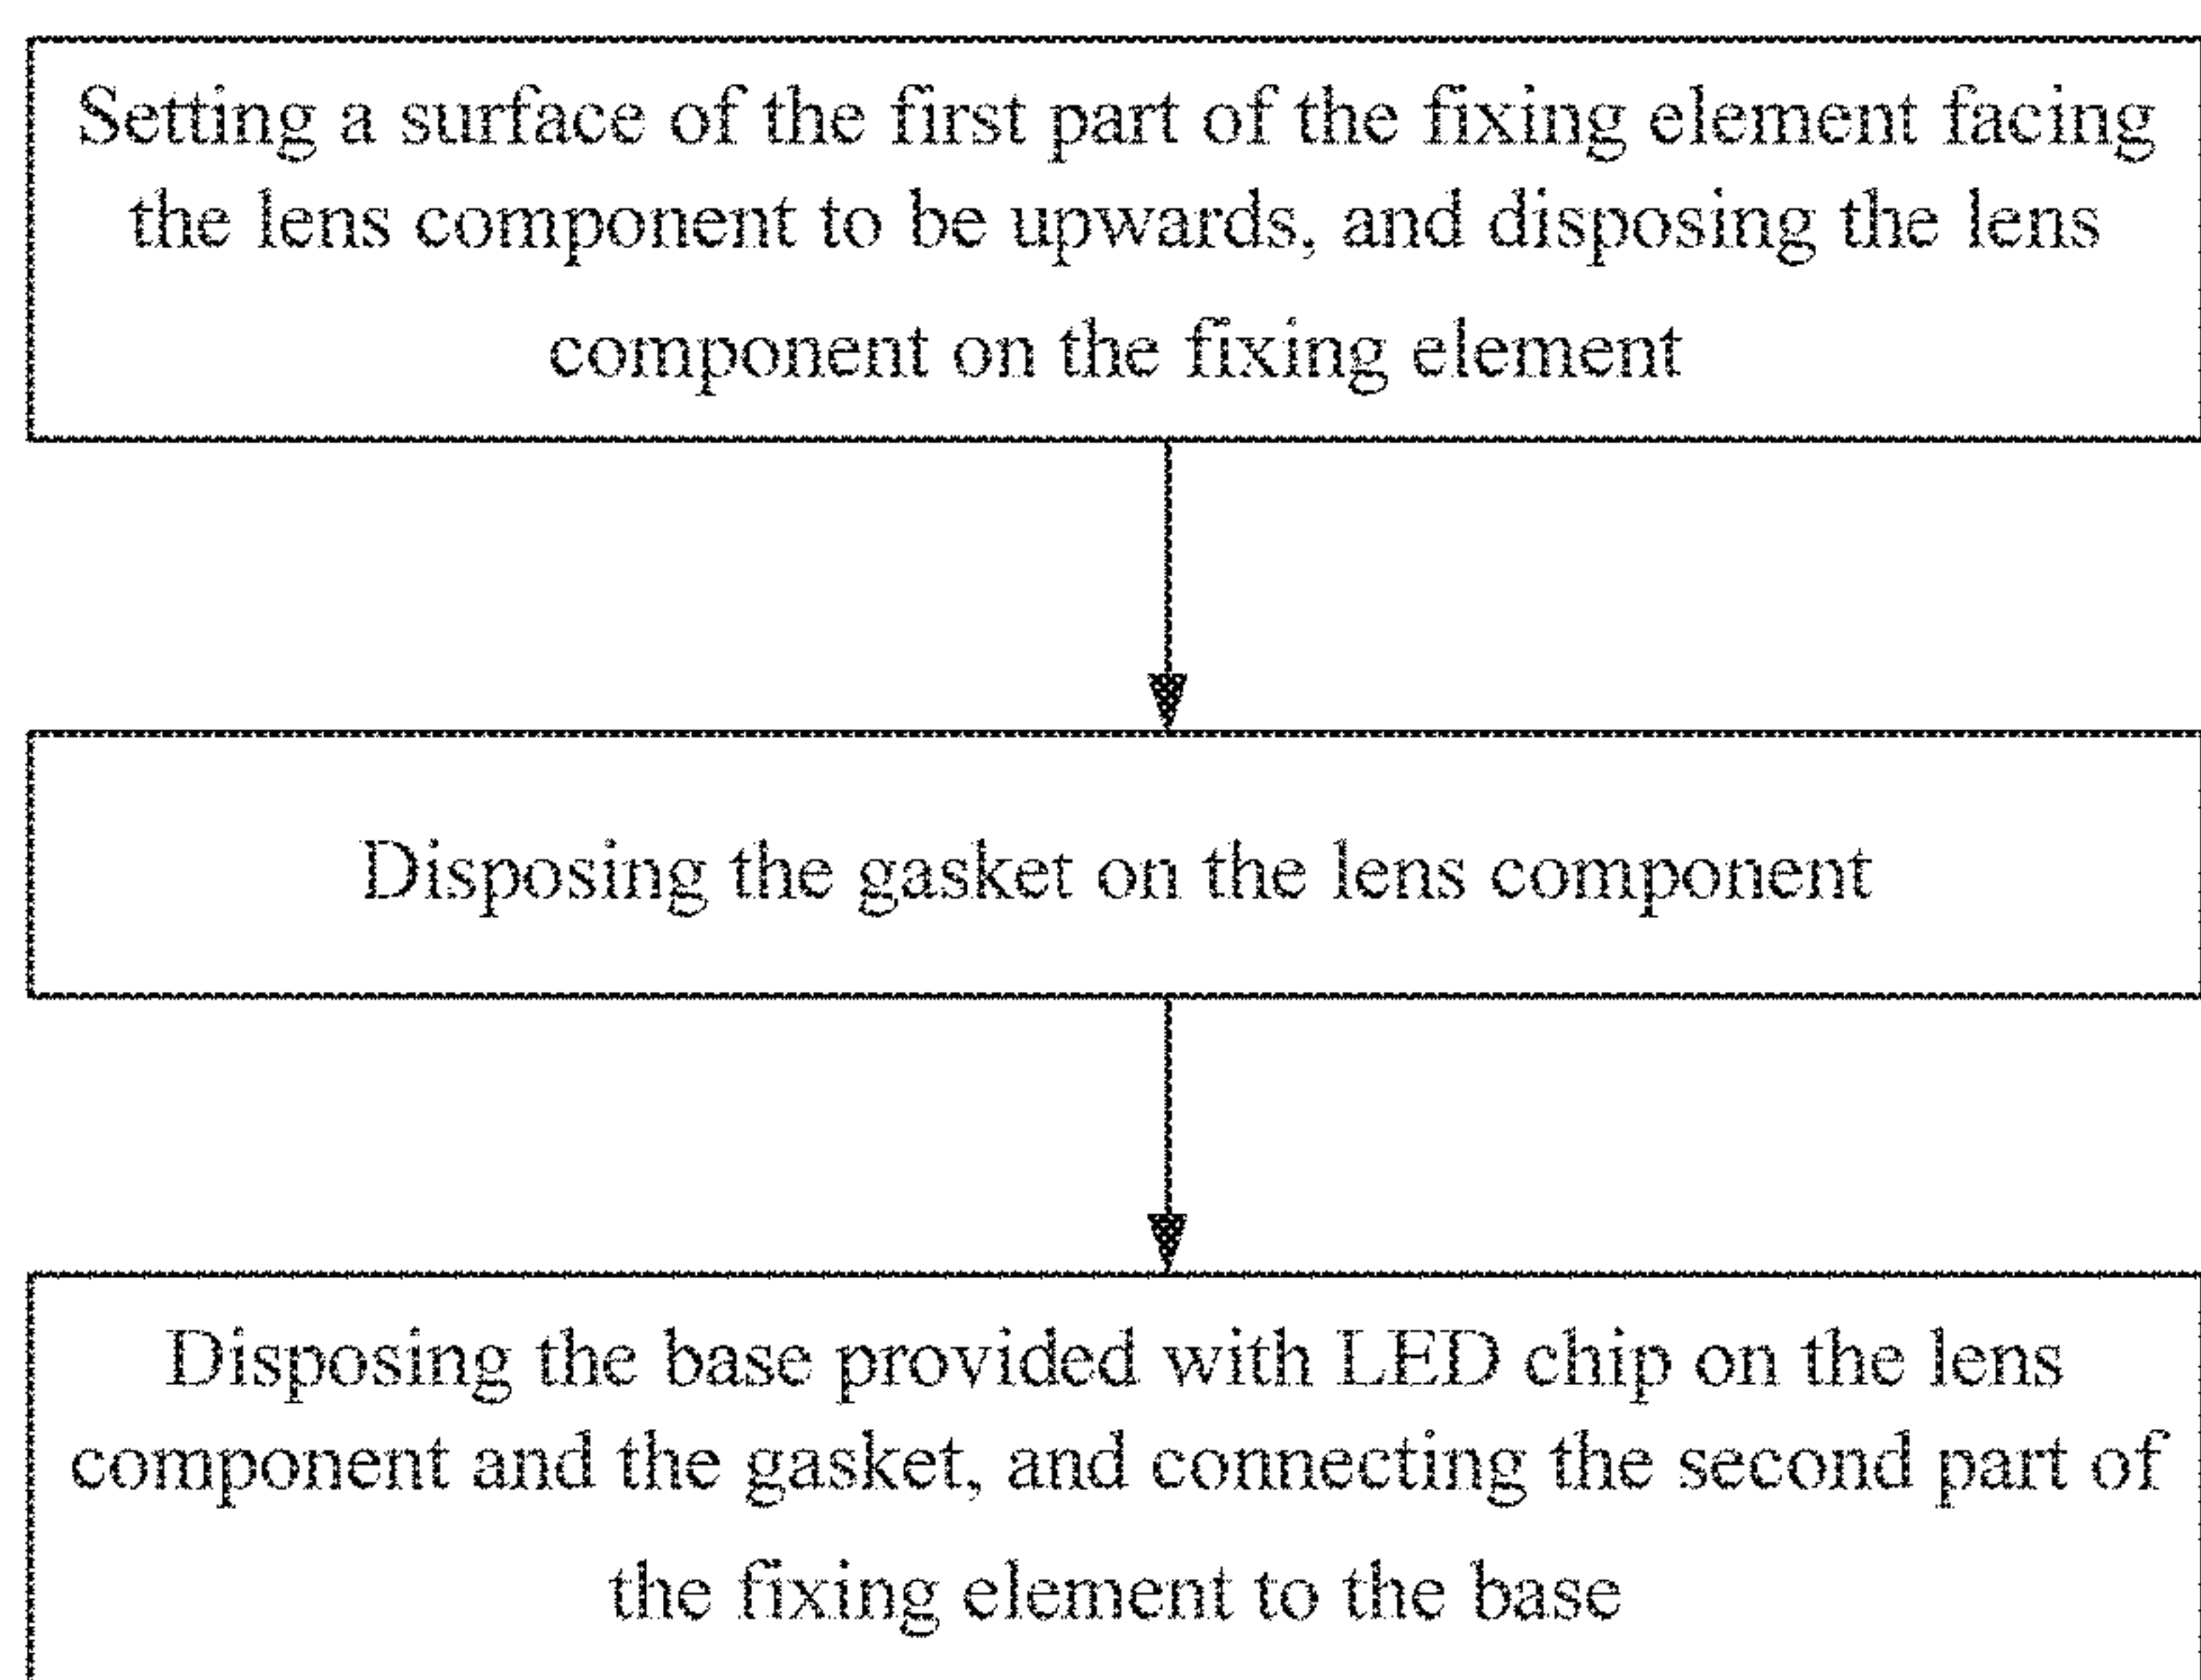 Setting a surface of the first part of the fixing element facing
the lens component to be upwards, and disposing the lens
component on the fixing element
Disposing the gasket on the lens component
Disposing the base provided with LED chip on the lens
component and the gasket, and connecting the second part of
the fixing element to the base